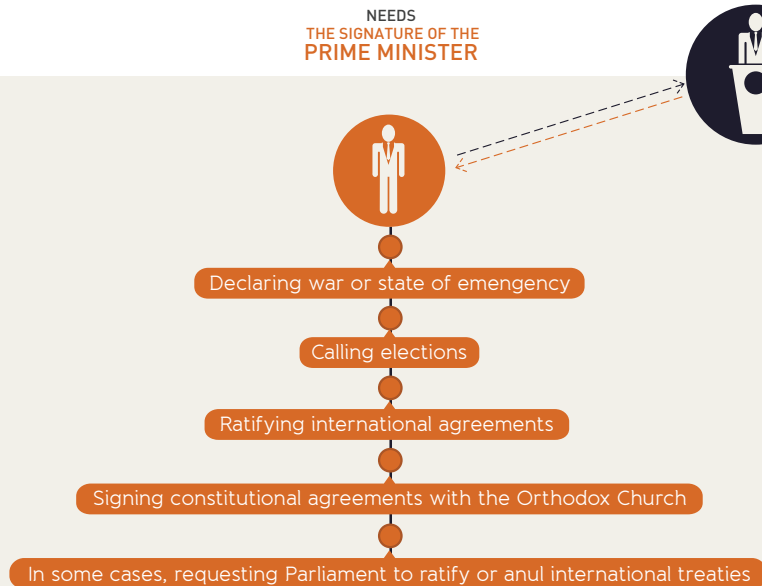 NEEDS
THE SIGNATURE OF THE
PRIME MINISTER
Declaring war or state of emengency
Calling elections
Ratifying international agreements
Signing constitutional agreements with the Orthodox Church
In some cases, requesting Parliament to ratify or anul international treaties